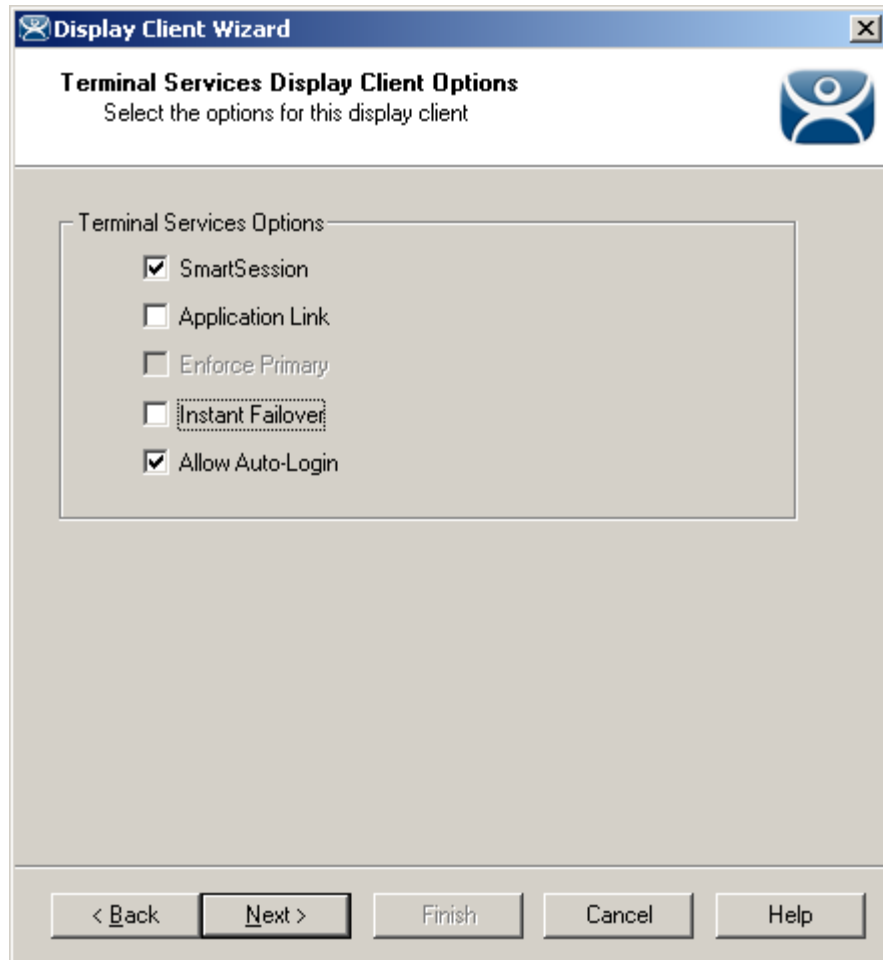 Display Client Wizard
Terminal Services Display Client Options
Select the options for this display client
Terminal Services Options
SmartSession
Application Link
Enforce Primary
Instant Failover
Allow Auto-Login
< Back Next > Finish Cancel Help